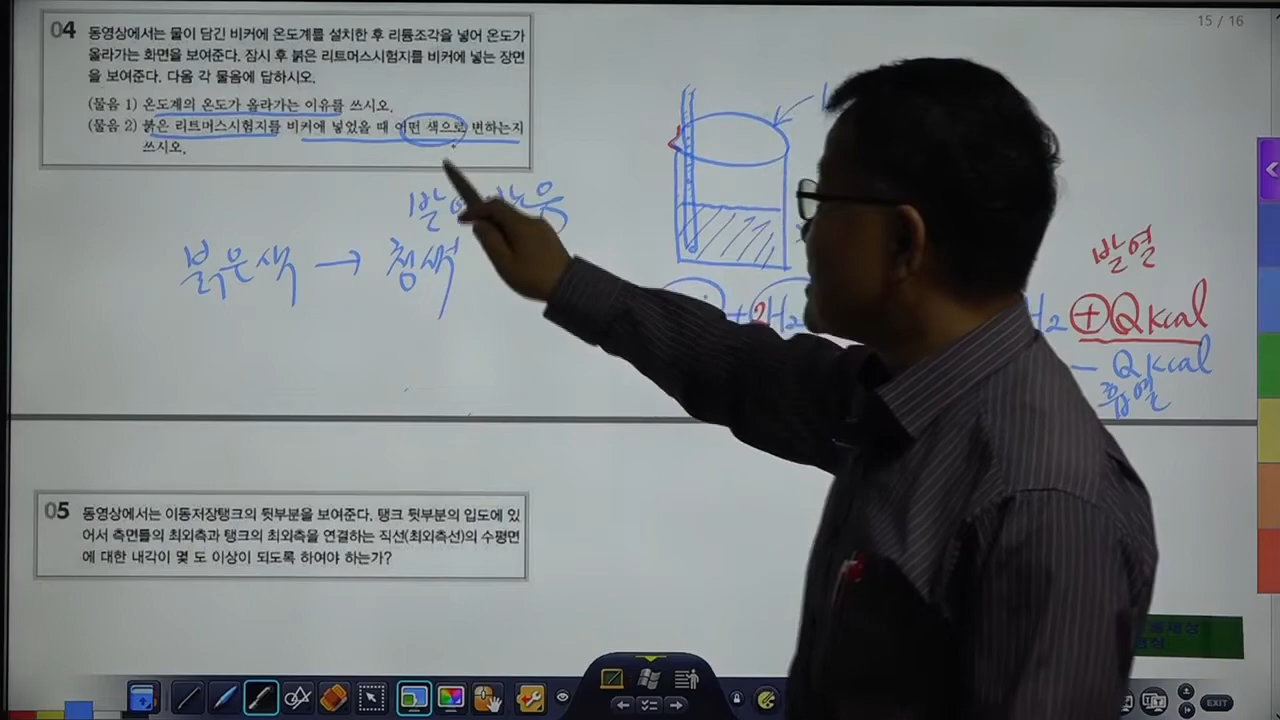 15 / 16
04 동영상에서는 물이 담긴 비커에 온도계를 설치한 후 리튬조각을 넣어 온도가
올라가는 화면을 보여준다. 잠시 후 붉은 리트머스시험지를 비커에 넣는 장면
을 보여준다. 다음 각 물음에 답하시오.
(물음 1) 온도계의 온도가 올라가는 이유를 쓰시오.
(물음 2) 붉은 리트머스시험지를 비커에 넣었을 때 어떤 색으로 변하는지
쓰시오.
붉은색 → 청색
발열
2H₂
H₂ ⊕Qkcal
- Qkcal
흡열
05 동영상에서는 이동저장탱크의 뒷부분을 보여준다. 탱크 뒷부분의 입도에 있
어서 측면틀의 최외측과 탱크의 최외측을 연결하는 직선(최외측선)의 수평면
에 대한 내각이 몇 도 이상이 되도록 하여야 하는가?
EXIT